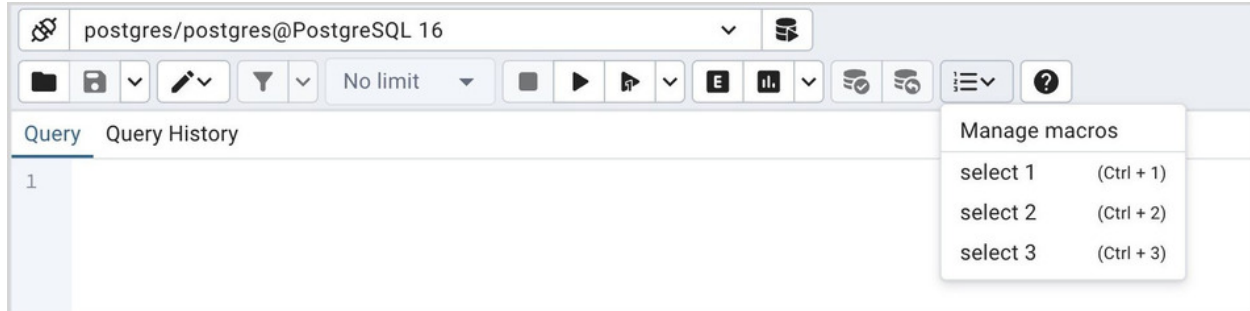 postgres/postgres@PostgreSQL 16
No limit
E
Query Query History
Manage macros
1
select 1 (Ctrl + 1)
select 2 (Ctrl + 2)
select 3 (Ctrl + 3)